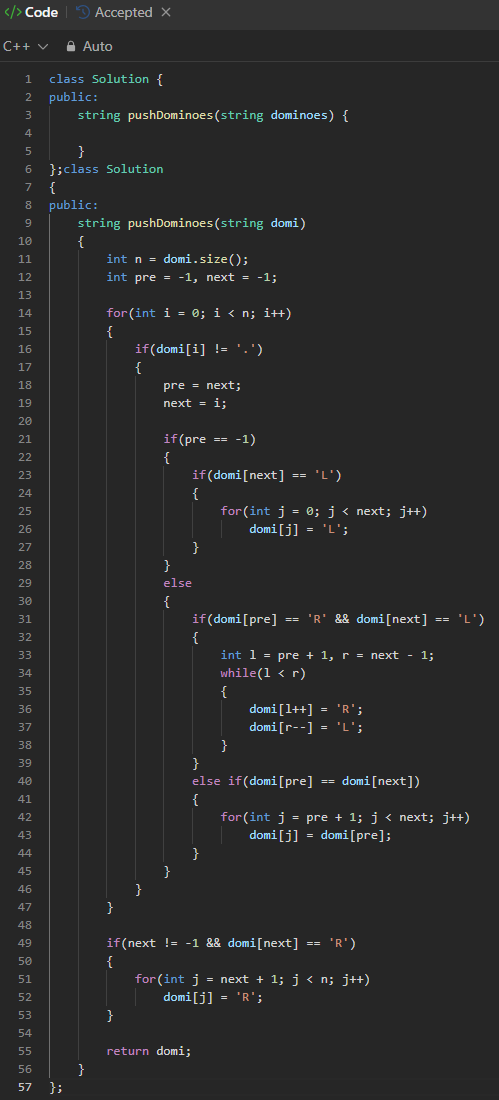 </> Code Accepted ×
C++ Auto
1 class Solution {
2 public:
3     string pushDominoes(string dominoes) {
4
5     }
6 };class Solution
7 {
8 public:
9     string pushDominoes(string domi)
10     {
11         int n = domi.size();
12         int pre = -1, next = -1;
13
14         for(int i = 0; i < n; i++)
15         {
16             if(domi[i] != '.')
17             {
18                 pre = next;
19                 next = i;
20
21                 if(pre == -1)
22                 {
23                     if(domi[next] == 'L')
24                     {
25                         for(int j = 0; j < next; j++)
26                             domi[j] = 'L';
27                     }
28                 }
29                 else
30                 {
31                     if(domi[pre] == 'R' && domi[next] == 'L')
32                     {
33                         int l = pre + 1, r = next - 1;
34                         while(l < r)
35                         {
36                             domi[l++] = 'R';
37                             domi[r--] = 'L';
38                         }
39                     }
40                     else if(domi[pre] == domi[next])
41                     {
42                         for(int j = pre + 1; j < next; j++)
43                             domi[j] = domi[pre];
44                     }
45                 }
46             }
47         }
48
49         if(next != -1 && domi[next] == 'R')
50         {
51             for(int j = next + 1; j < n; j++)
52                 domi[j] = 'R';
53         }
54
55         return domi;
56     }
57 };